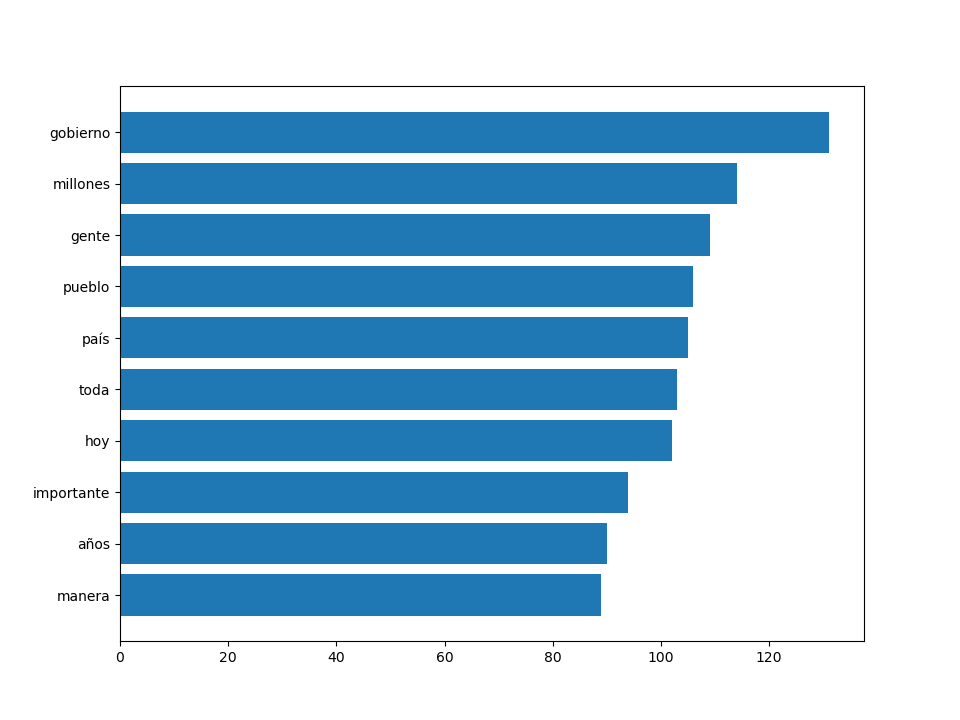 gobierno
millones
gente
pueblo
país
toda
hoy
importante
años
manera
0 20 40 60 80 100 120